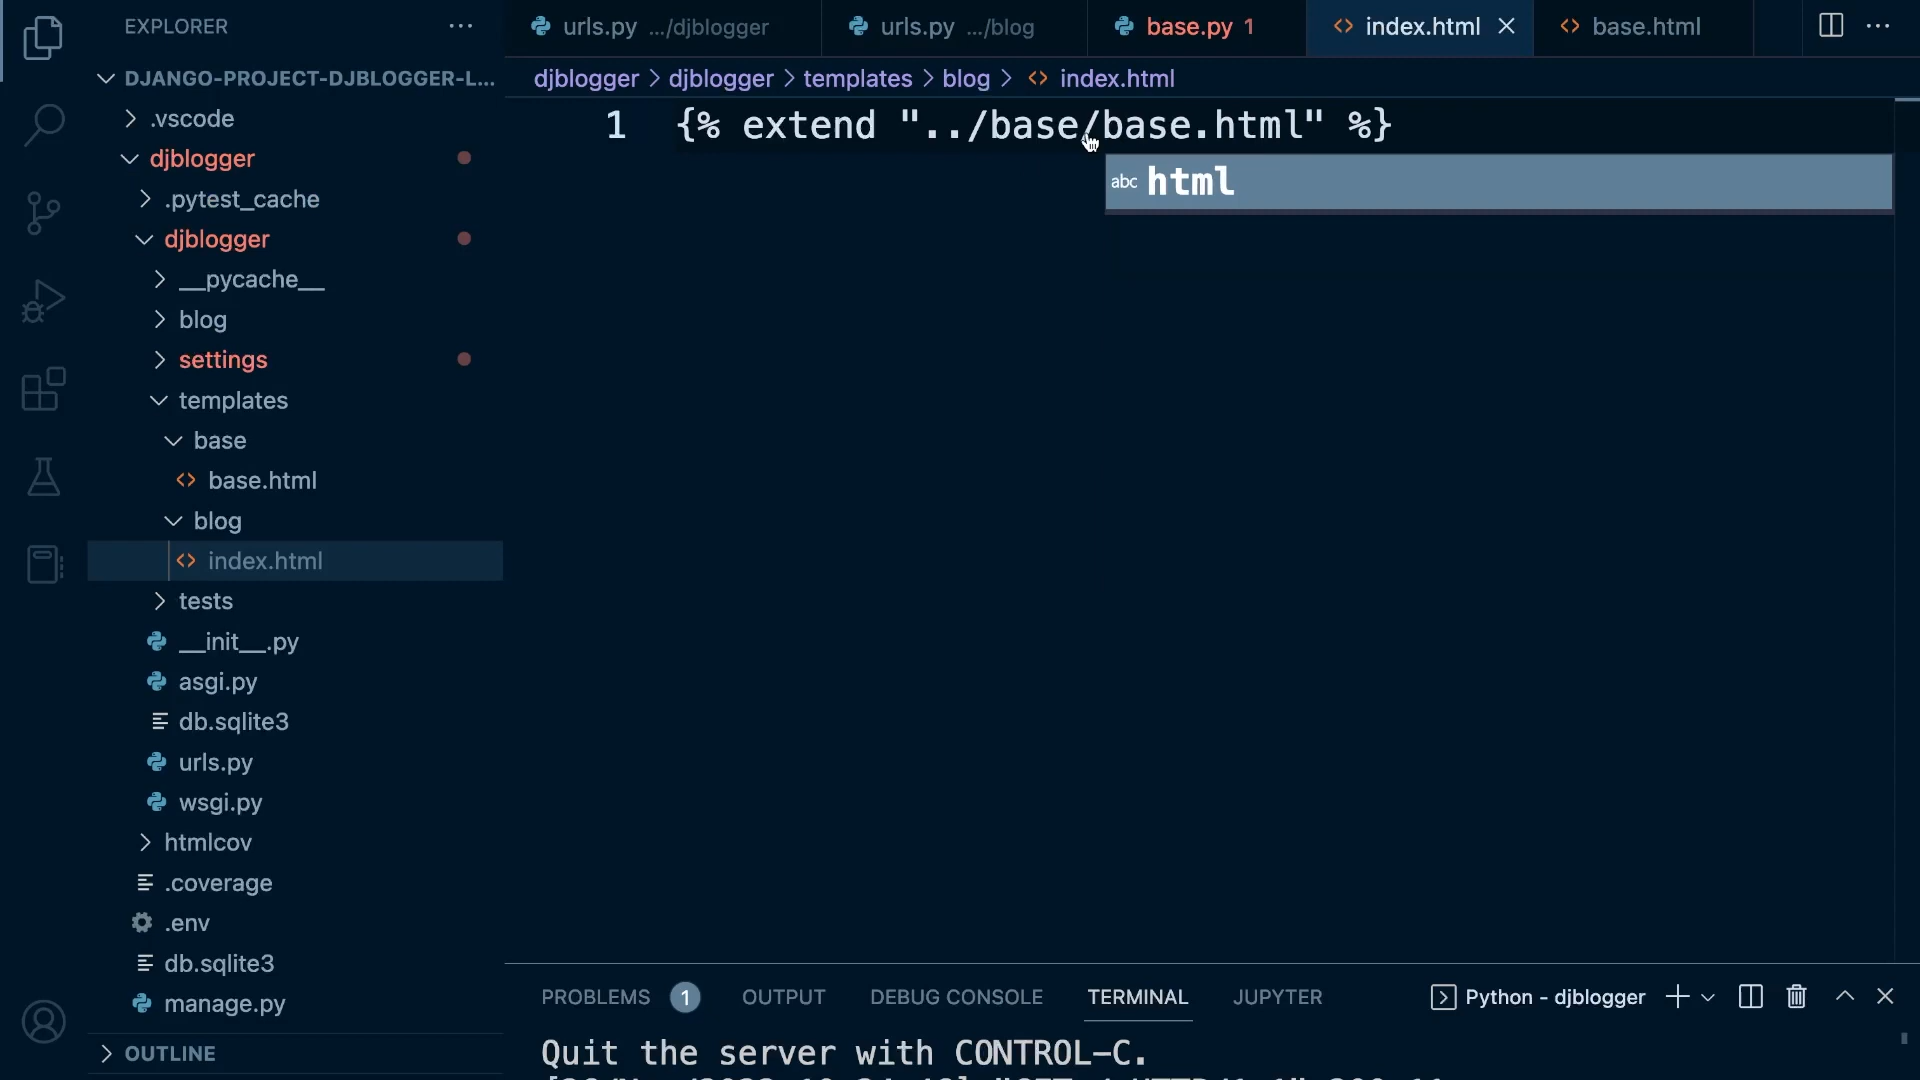 EXPLORER
DJANGO-PROJECT-DJBLOGGER-L...
.vscode
djblogger
.pytest_cache
djblogger
__pycache__
blog
settings
templates
base
base.html
blog
index.html
tests
__init__.py
asgi.py
db.sqlite3
urls.py
wsgi.py
htmlcov
.coverage
.env
db.sqlite3
manage.py
OUTLINE
urls.py .../djblogger
urls.py .../blog
base.py 1
index.html
base.html
djblogger > djblogger > templates > blog > index.html
1 {% extend "../base/base.html" %}
abc html
PROBLEMS 1 OUTPUT DEBUG CONSOLE TERMINAL JUPYTER
Python - djblogger
Quit the server with CONTROL-C.